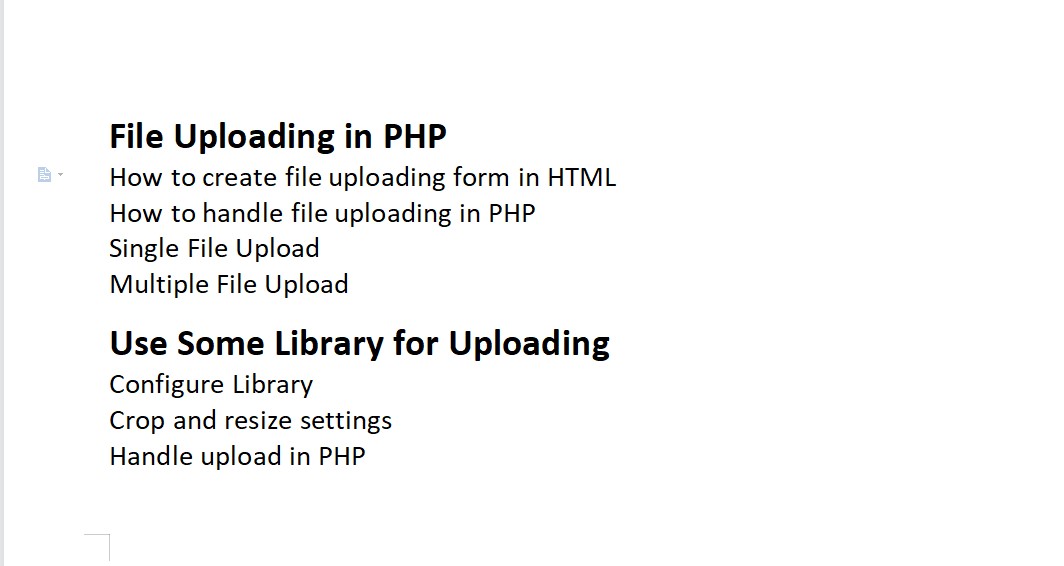 File Uploading in PHP
How to create file uploading form in HTML
How to handle file uploading in PHP
Single File Upload
Multiple File Upload
Use Some Library for Uploading
Configure Library
Crop and resize settings
Handle upload in PHP